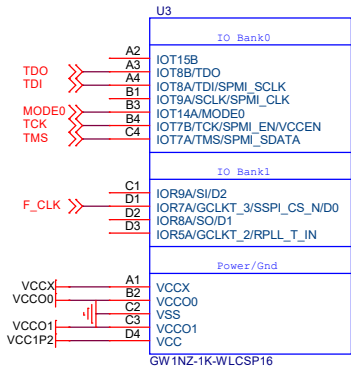 U3
IO Bank0
A2 IOT15B
TDO A3 IOT8B/TDO
TDI A4 IOT8A/TDI/SPMI_SCLK
B1 IOT9A/SCLK/SPMI_CLK
MODE0 B3 IOT14A/MODE0
TCK B4 IOT7B/TCK/SPMI_EN/VCCEN
TMS C4 IOT7A/TMS/SPMI_SDATA
IO Bank1
C1 IOR9A/SI/D2
F_CLK D1 IOR7A/GCLKT_3/SSPI_CS_N/D0
D2 IOR8A/SO/D1
D3 IOR5A/GCLKT_2/RPLL_T_IN
Power/Gnd
VCCX A1 VCCX
VCCO0 B2 VCCO0
C2 VSS
VCCO1 C3 VCCO1
VCC1P2 D4 VCC
GW1NZ-1K-WLCSP16